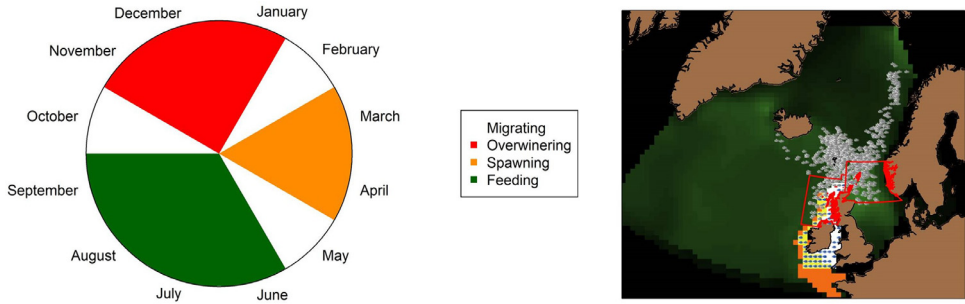 December
January
November
February
October
March
September
April
August
May
July
June
Migrating
Overwinering
Spawning
Feeding